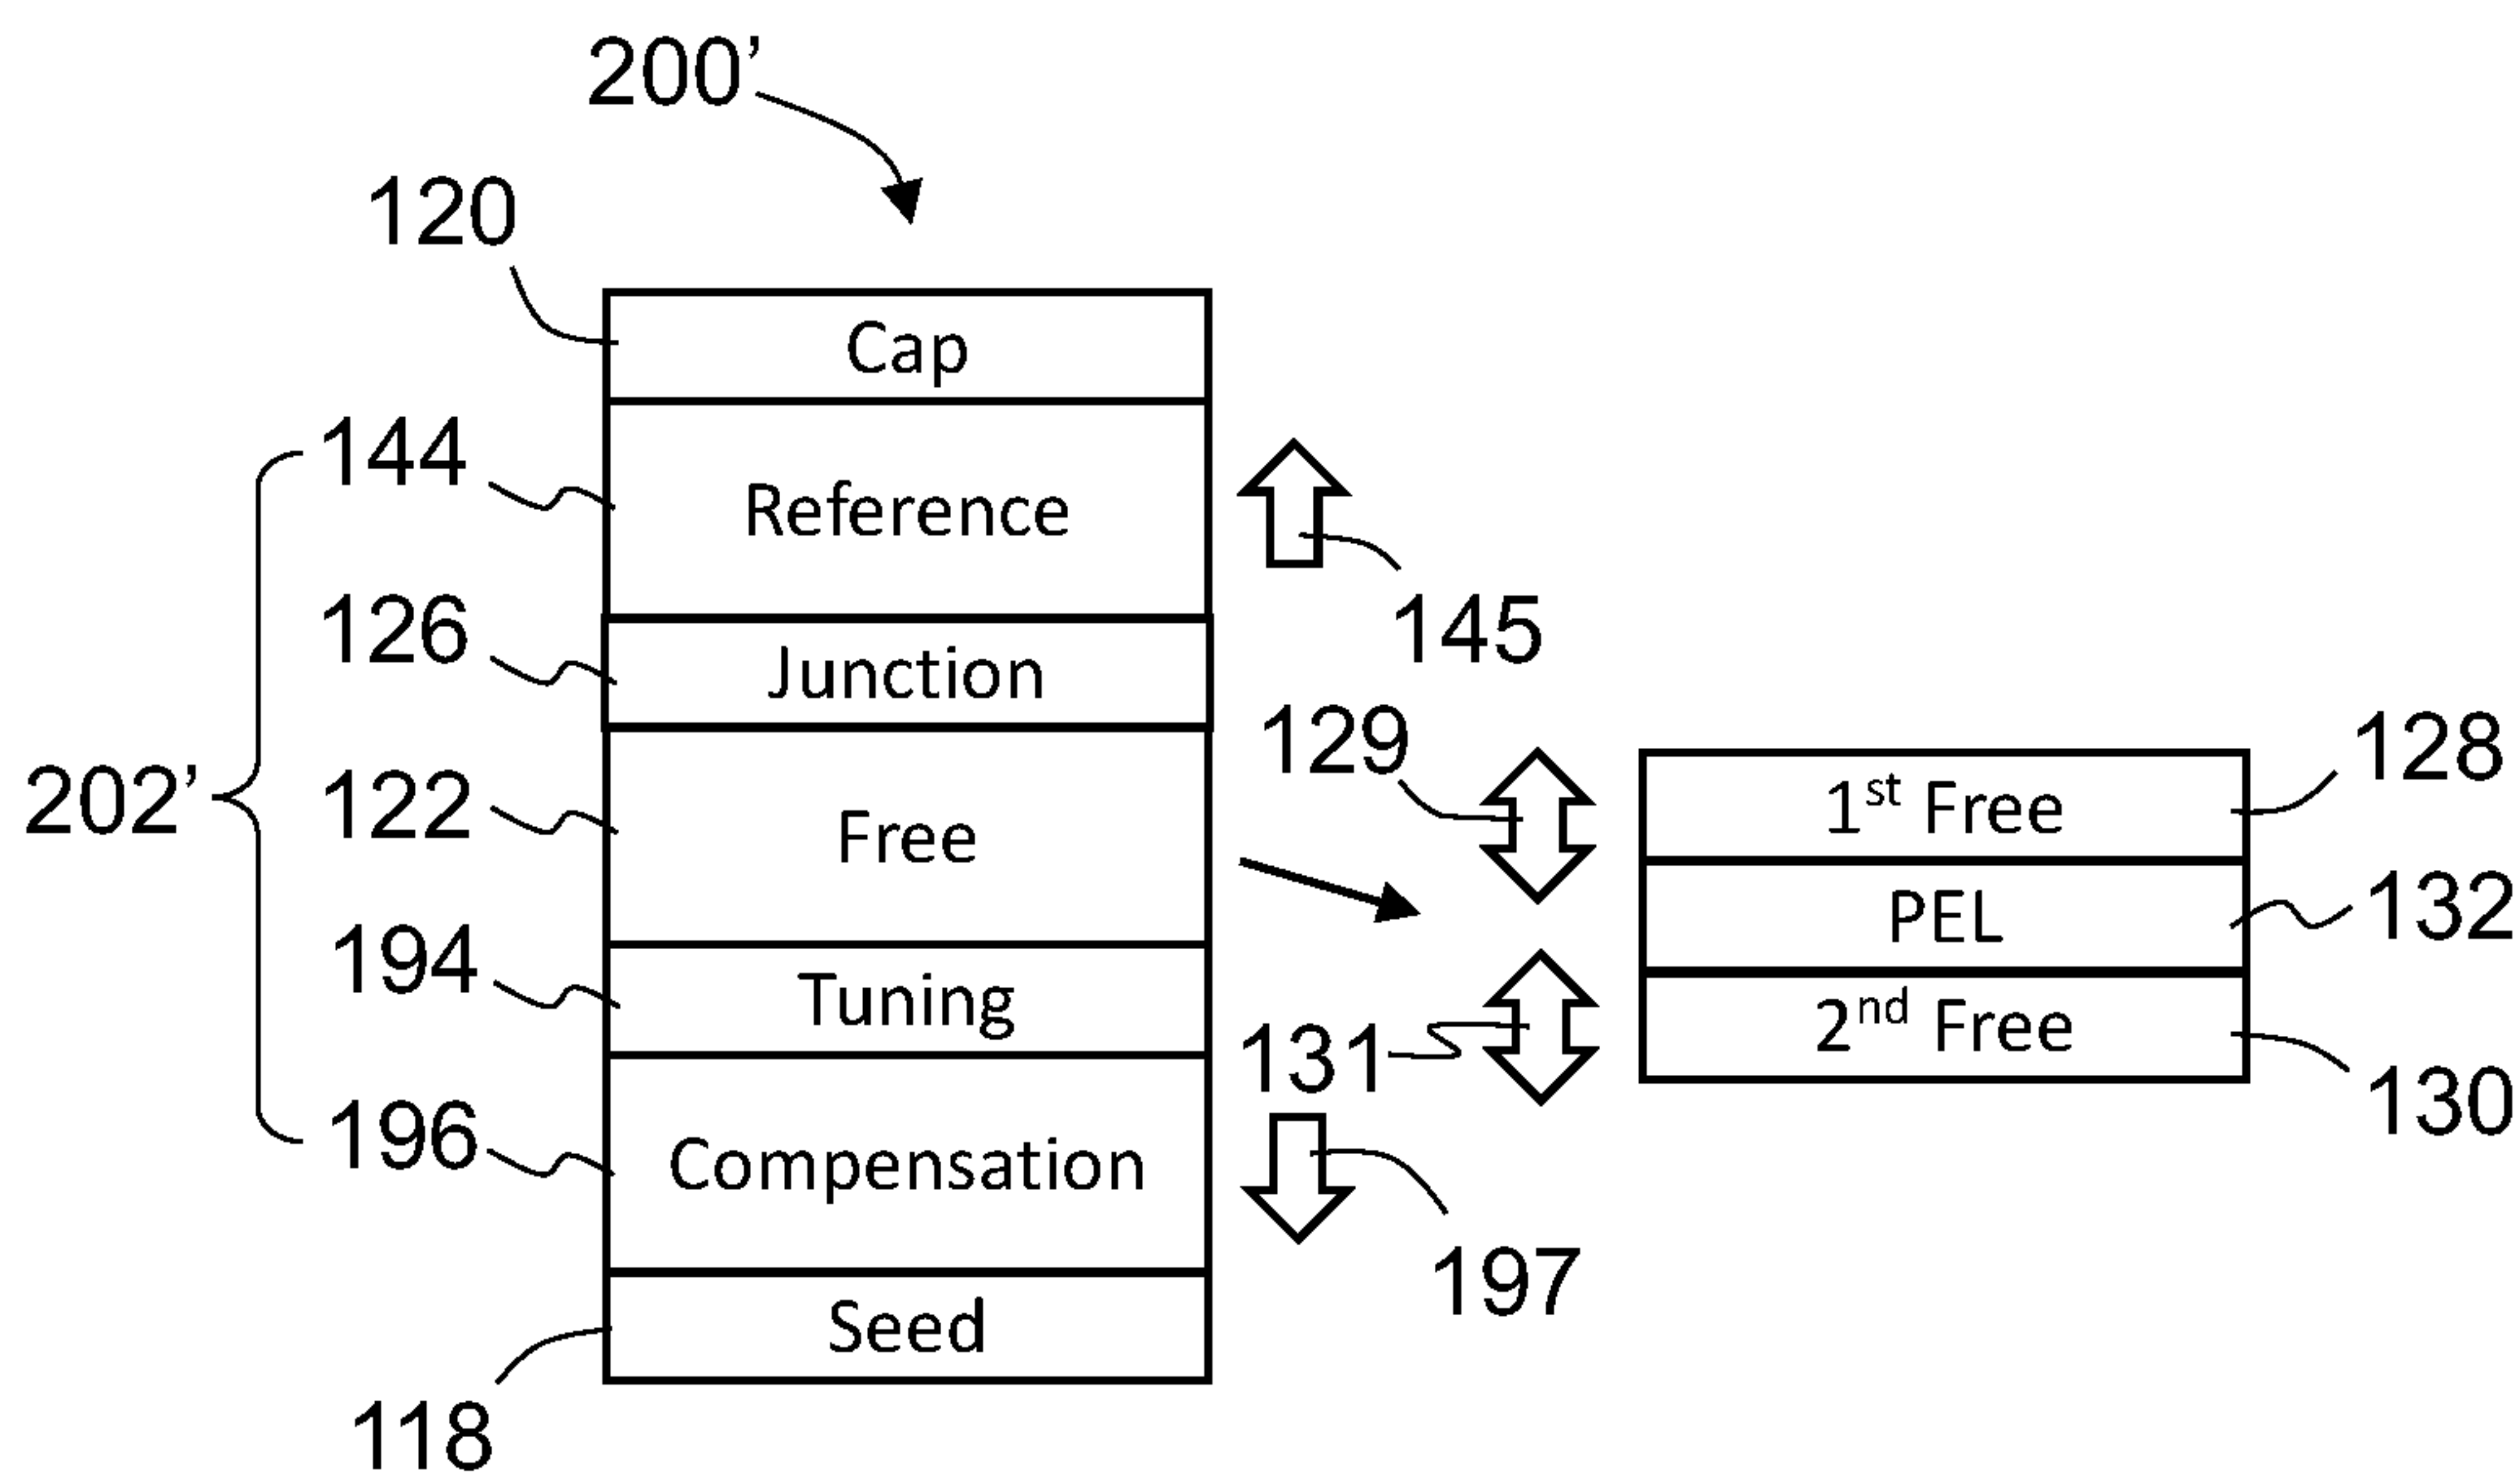 200’
120
Cap
144
Reference
145
126
Junction
202’
122
Free
129
1st Free
128
PEL
132
194
Tuning
131
2nd Free
130
196
Compensation
197
Seed
118